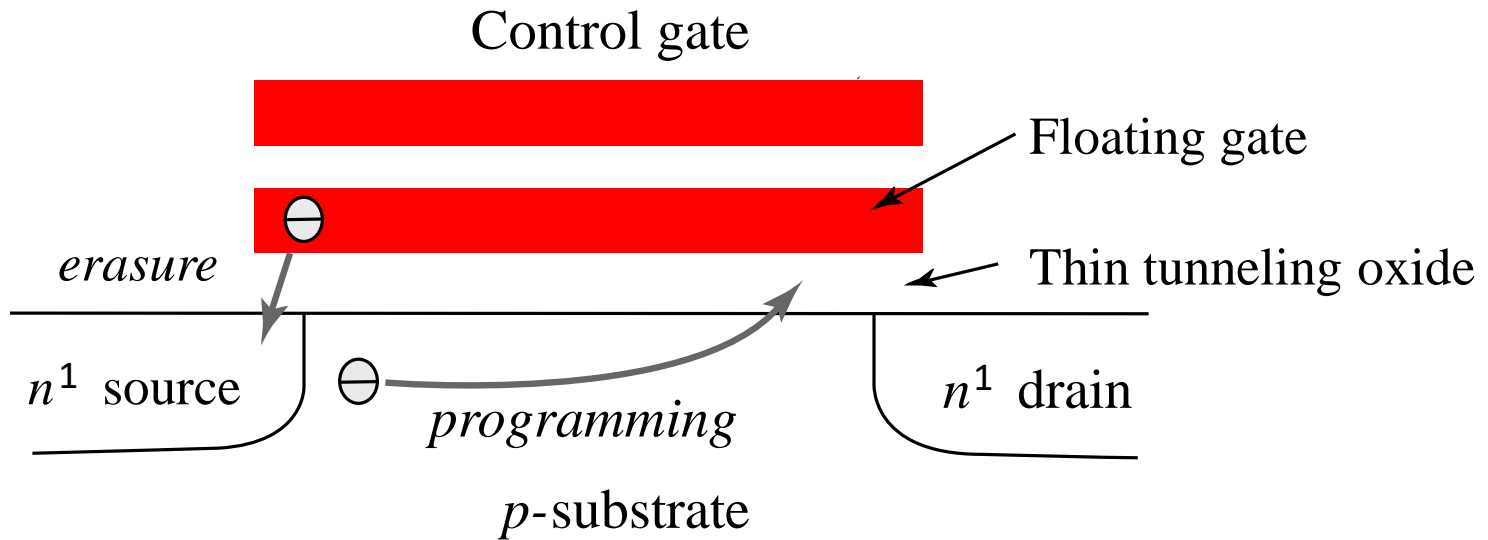 Control gate
Floating gate
erasure
Thin tunneling oxide
n¹ source
programming
n¹ drain
p-substrate